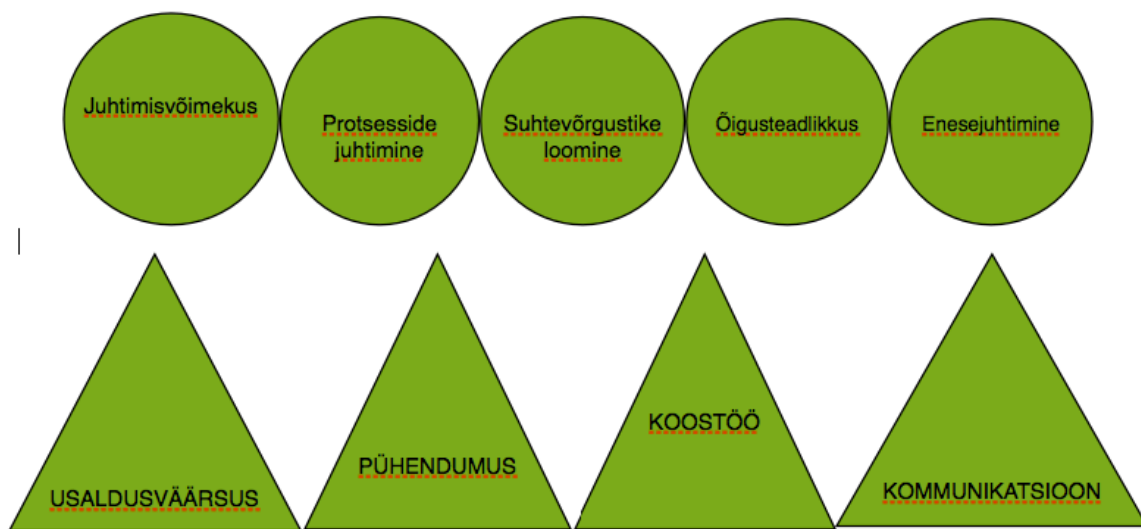 Juhtimisvõimekus
Protsesside
juhtimine
Suhtevõrgustike
loomine
Õigusteadlikkus
Enesejuhtimine
USALDUSVÄÄRSUS
PÜHENDUMUS
KOOSTÖÖ
KOMMUNIKATSIOON